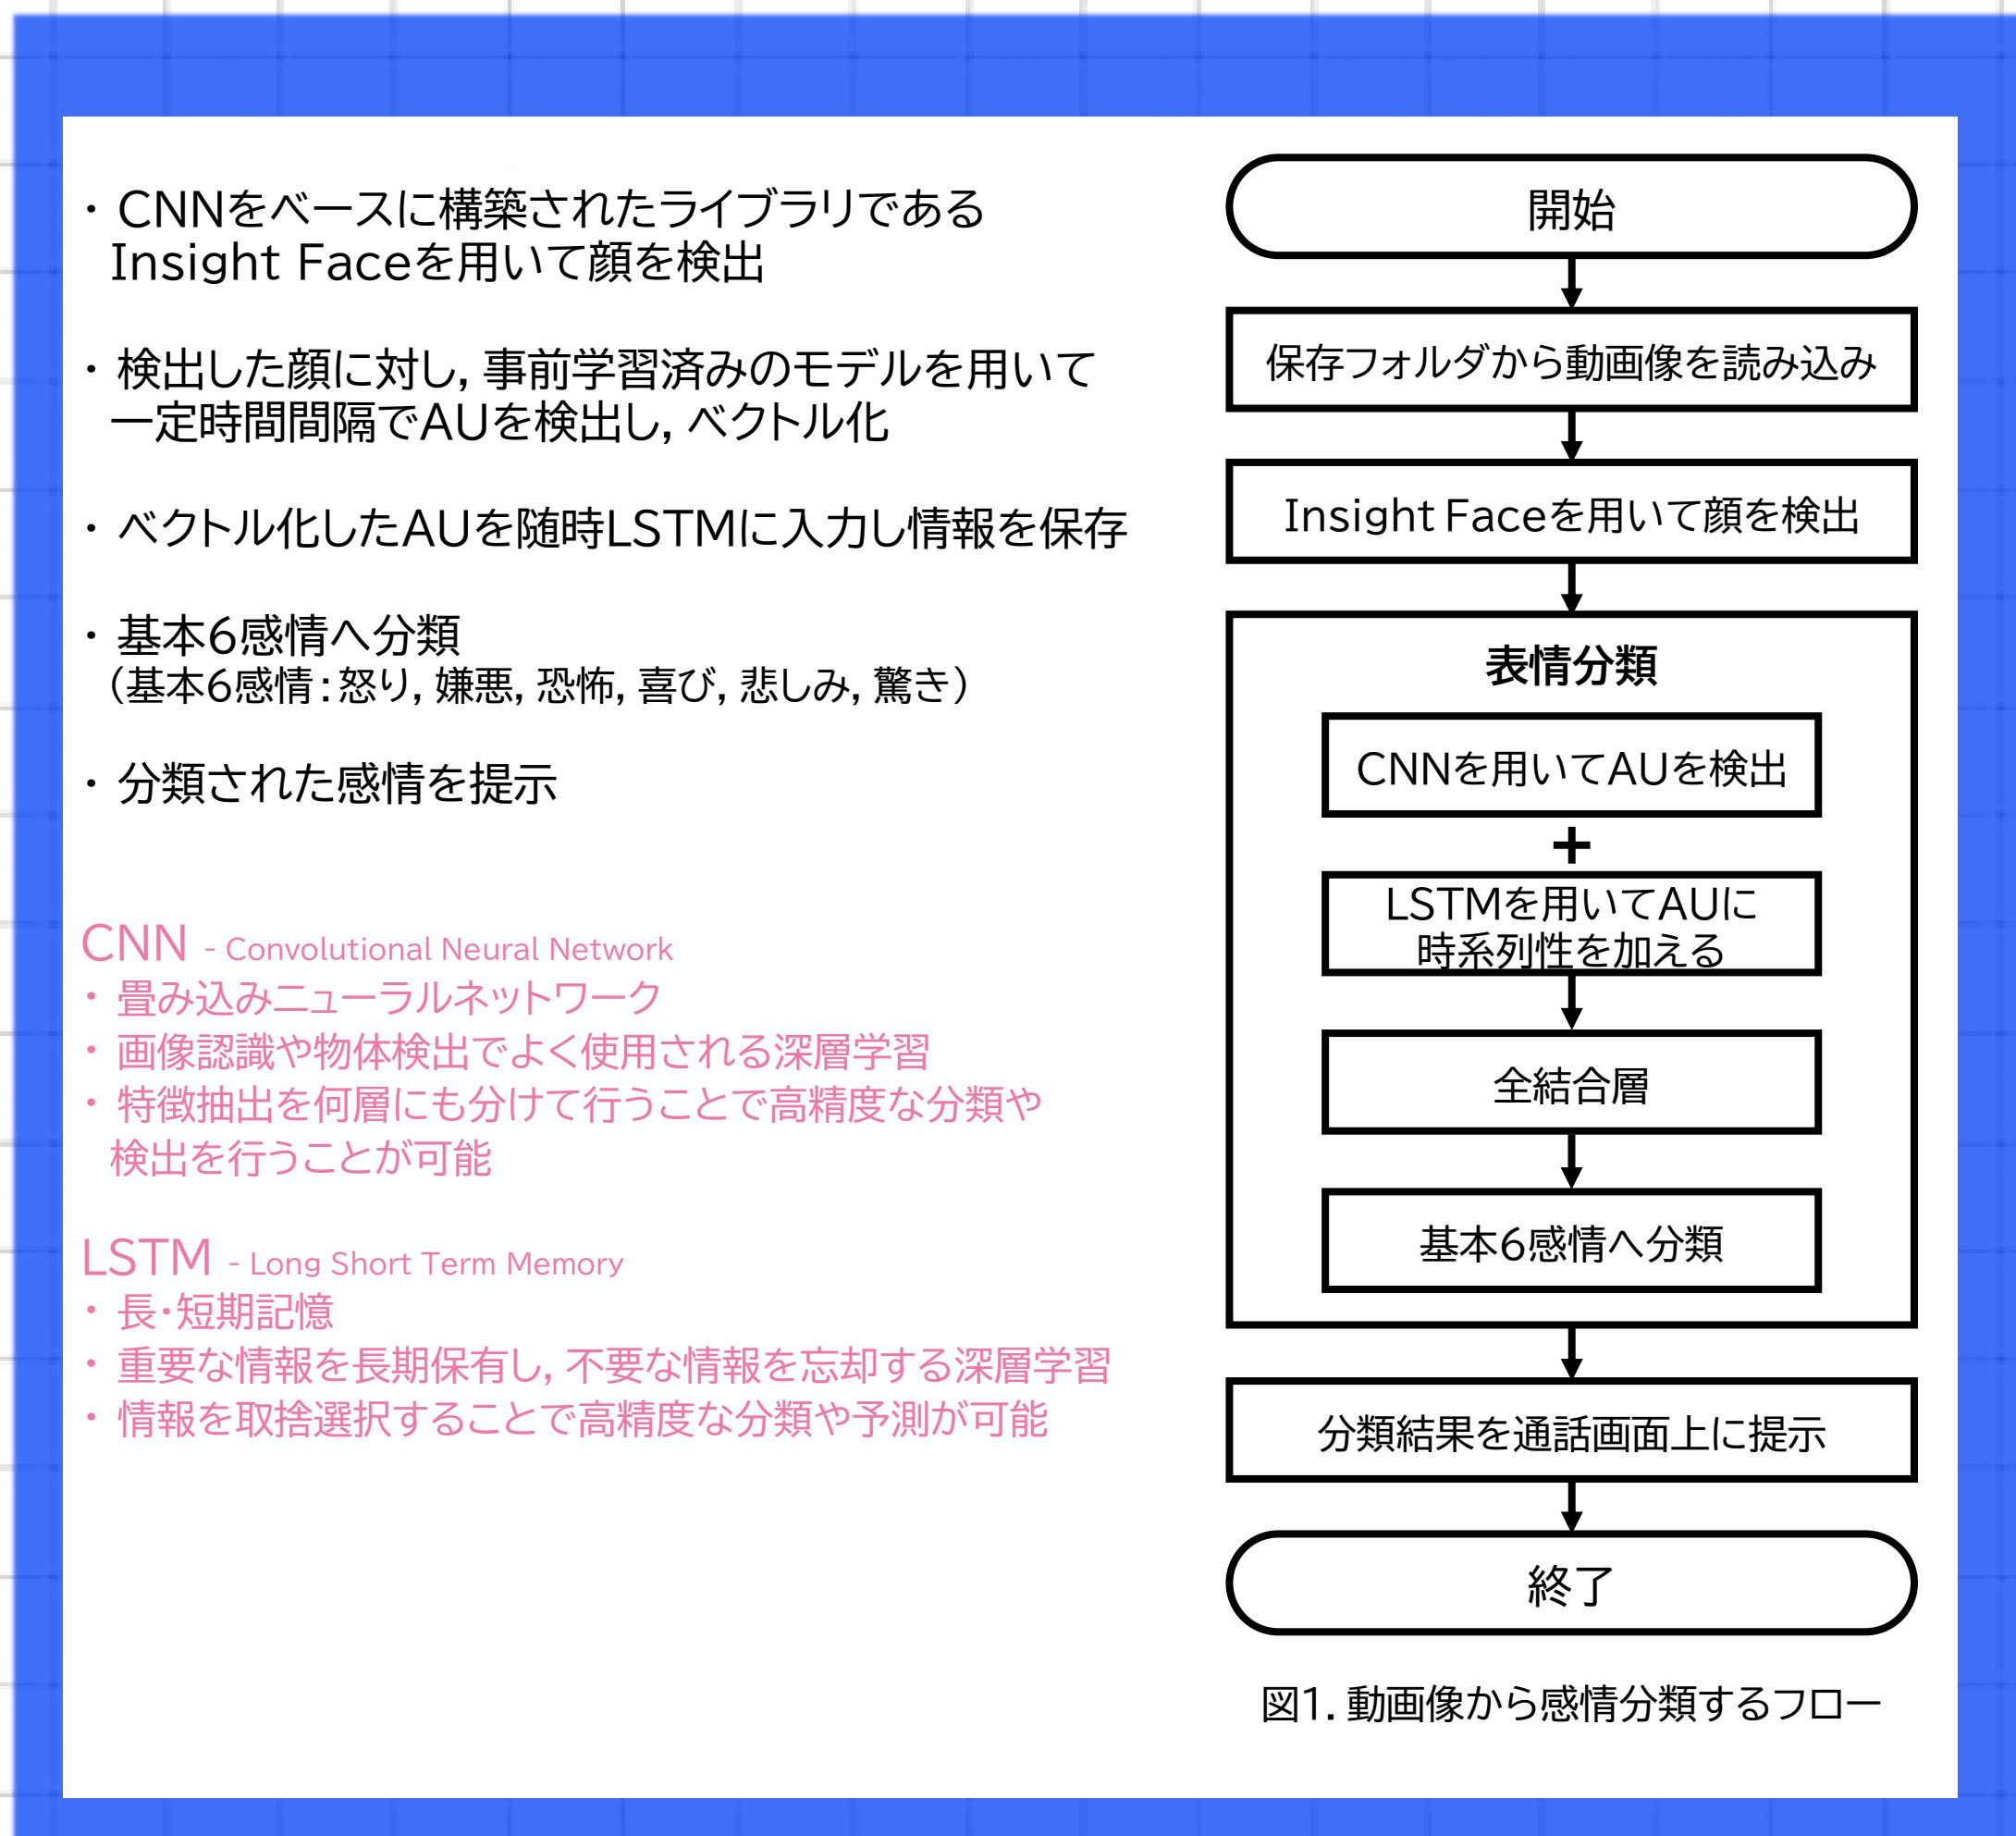 ・ CNNをベースに構築されたライブラリである
Insight Faceを用いて顔を検出
・ 検出した顔に対し, 事前学習済みのモデルを用いて
一定時間間隔でAUを検出し, ベクトル化
・ ベクトル化したAUを随時LSTMに入力し情報を保存
・ 基本6感情へ分類
（基本6感情：怒り, 嫌悪, 恐怖, 喜び, 悲しみ, 驚き）
・ 分類された感情を提示
CNN - Convolutional Neural Network
・ 畳み込みニューラルネットワーク
・ 画像認識や物体検出でよく使用される深層学習
・ 特徴抽出を何層にも分けて行うことで高精度な分類や
検出を行うことが可能
LSTM - Long Short Term Memory
・ 長・短期記憶
・ 重要な情報を長期保有し, 不要な情報を忘却する深層学習
・ 情報を取捨選択することで高精度な分類や予測が可能
開始
保存フォルダから動画像を読み込み
Insight Faceを用いて顔を検出
表情分類
CNNを用いてAUを検出
+
LSTMを用いてAUに
時系列性を加える
全結合層
基本6感情へ分類
分類結果を通話画面上に提示
終了
図1. 動画像から感情分類するフロー